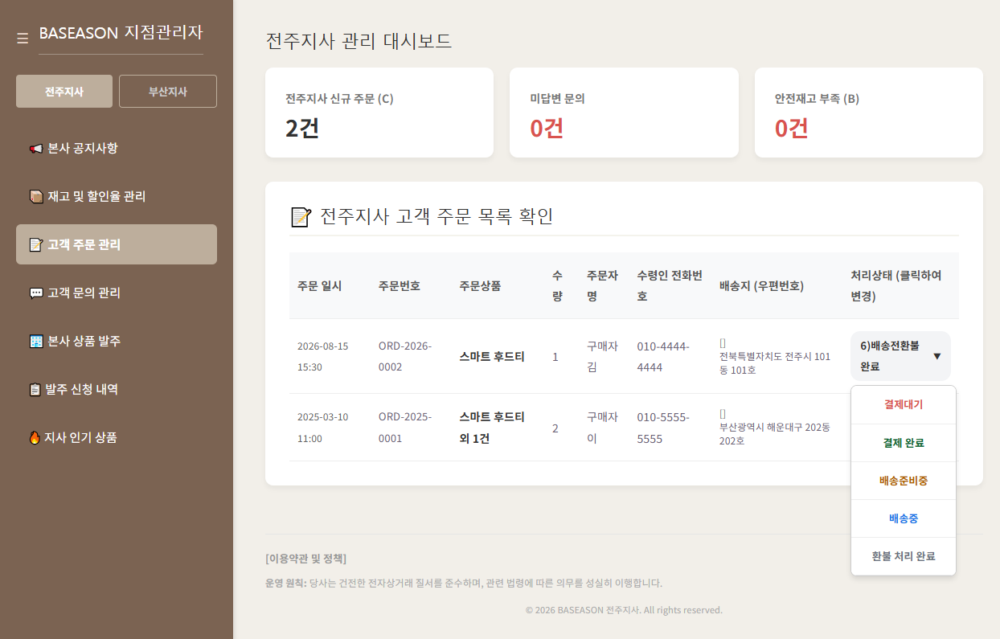 ☰ BASEASON 지점관리자
전주지사 부산지사
📢 본사 공지사항
📦 재고 및 할인율 관리
📝 고객 주문 관리
💬 고객 문의 관리
🏢 본사 상품 발주
📋 발주 신청 내역
🔥 지사 인기 상품
전주지사 관리 대시보드
전주지사 신규 주문 (C)
2건
미답변 문의
0건
안전재고 부족 (B)
0건
📝 전주지사 고객 주문 목록 확인
주문 일시 주문번호 주문상품 수량 주문자명 수령인 전화번호 배송지 (우편번호) 처리상태 (클릭하여 변경)
2026-08-15 15:30 ORD-2026-0002 스마트 후드티 1 구매자김 010-4444-4444 [] 전북특별자치도 전주시 101동 101호 6)배송전환불완료 ▼
2025-03-10 11:00 ORD-2025-0001 스마트 후드티 외 1건 2 구매자이 010-5555-5555 [] 부산광역시 해운대구 202동 202호
결제대기
결제 완료
배송준비중
배송중
환불 처리 완료
[이용약관 및 정책]
운영 원칙: 당사는 건전한 전자상거래 질서를 준수하며, 관련 법령에 따른 의무를 성실히 이행합니다.
© 2026 BASEASON 전주지사. All rights reserved.